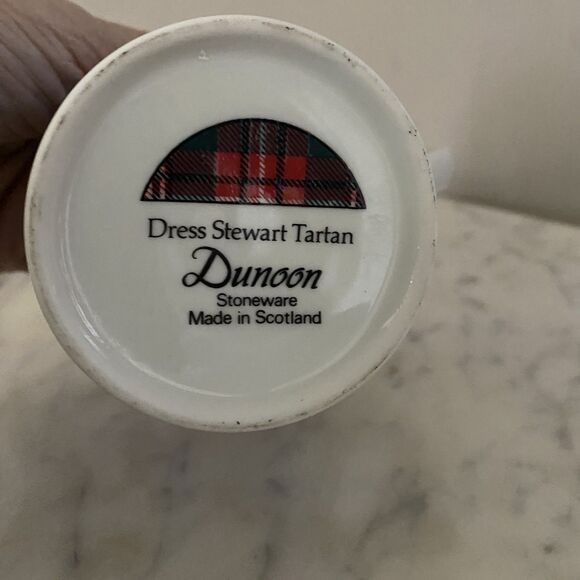 Dress Stewart Tartan
Dunoon
Stoneware
Made in Scotland